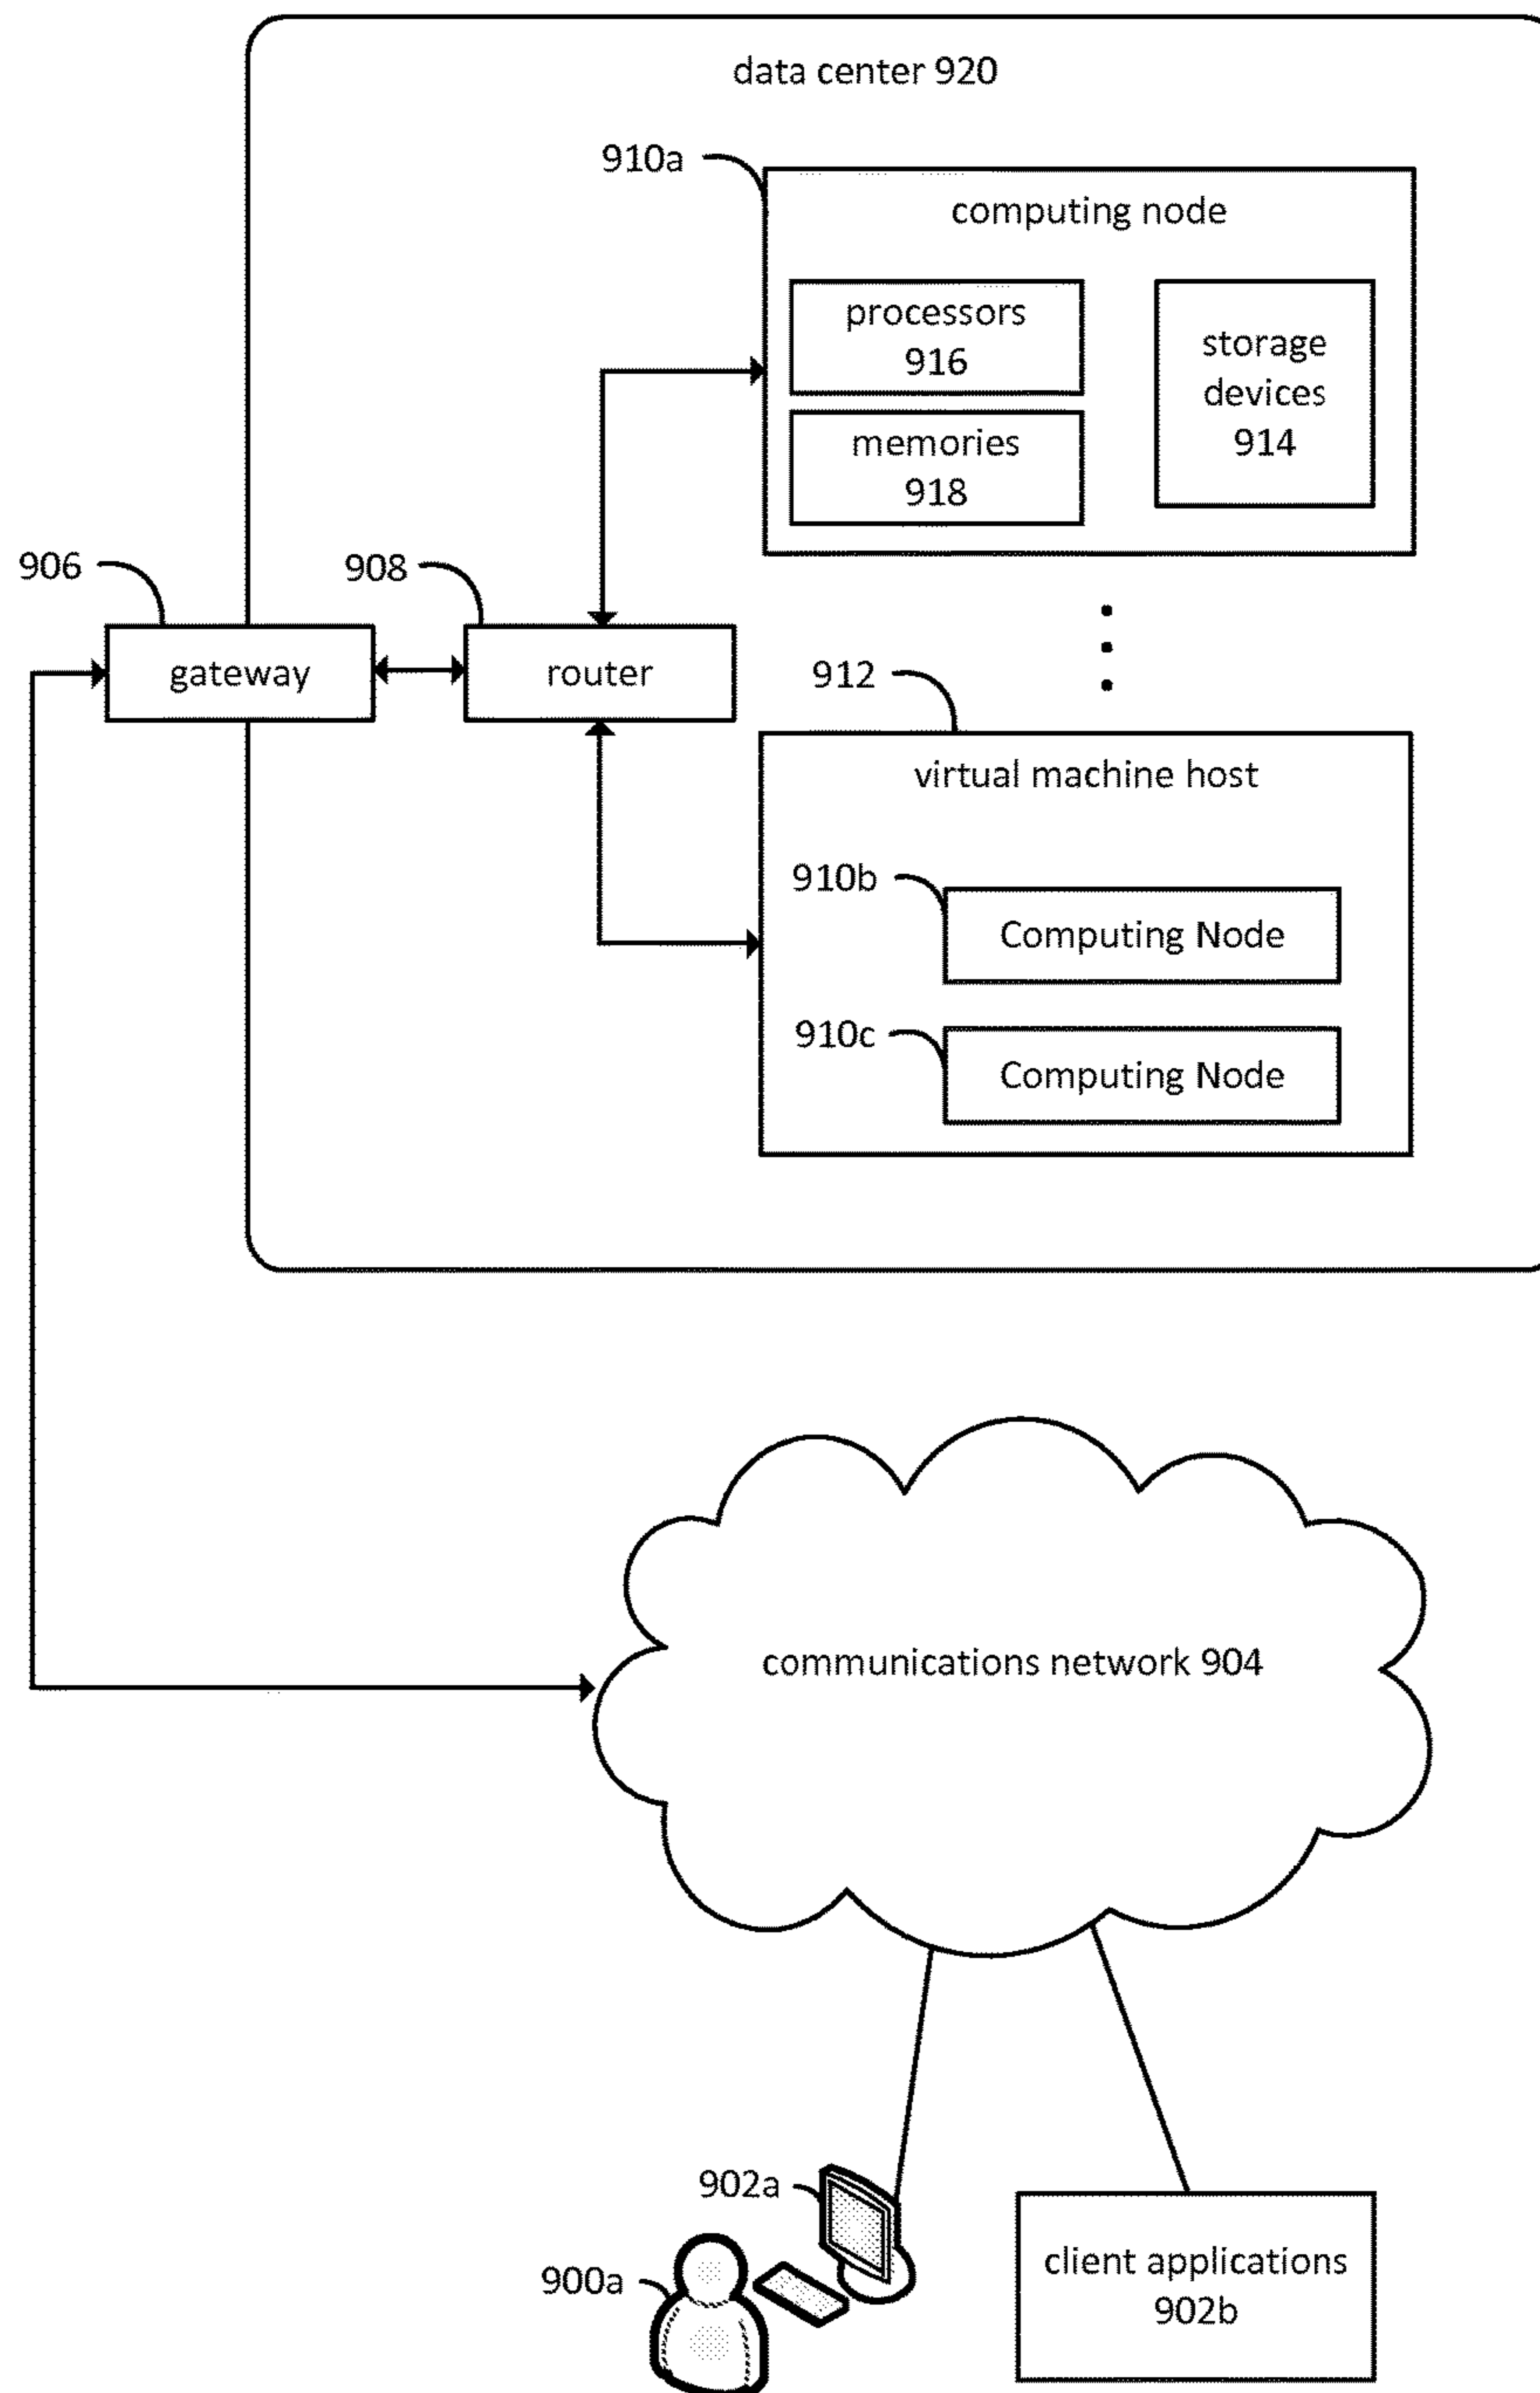 data center 920
910a
computing node
processors
916
storage
devices
914
memories
918
906
908
gateway
router
912
virtual machine host
910b
Computing Node
910c
Computing Node
communications network 904
902a
900a
client applications
902b